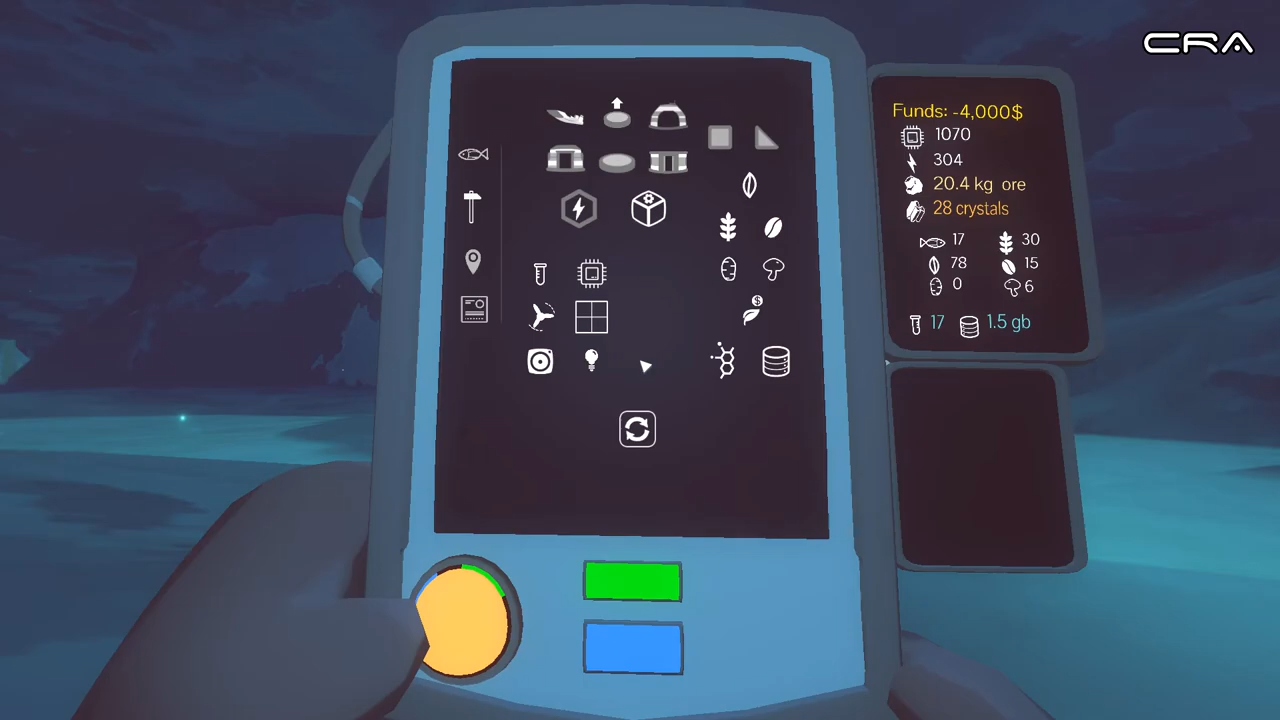 CRA
Funds: -4,000$
1070
304
20.4 kg ore
28 crystals
17 30
78 15
0 6
17 1.5 gb